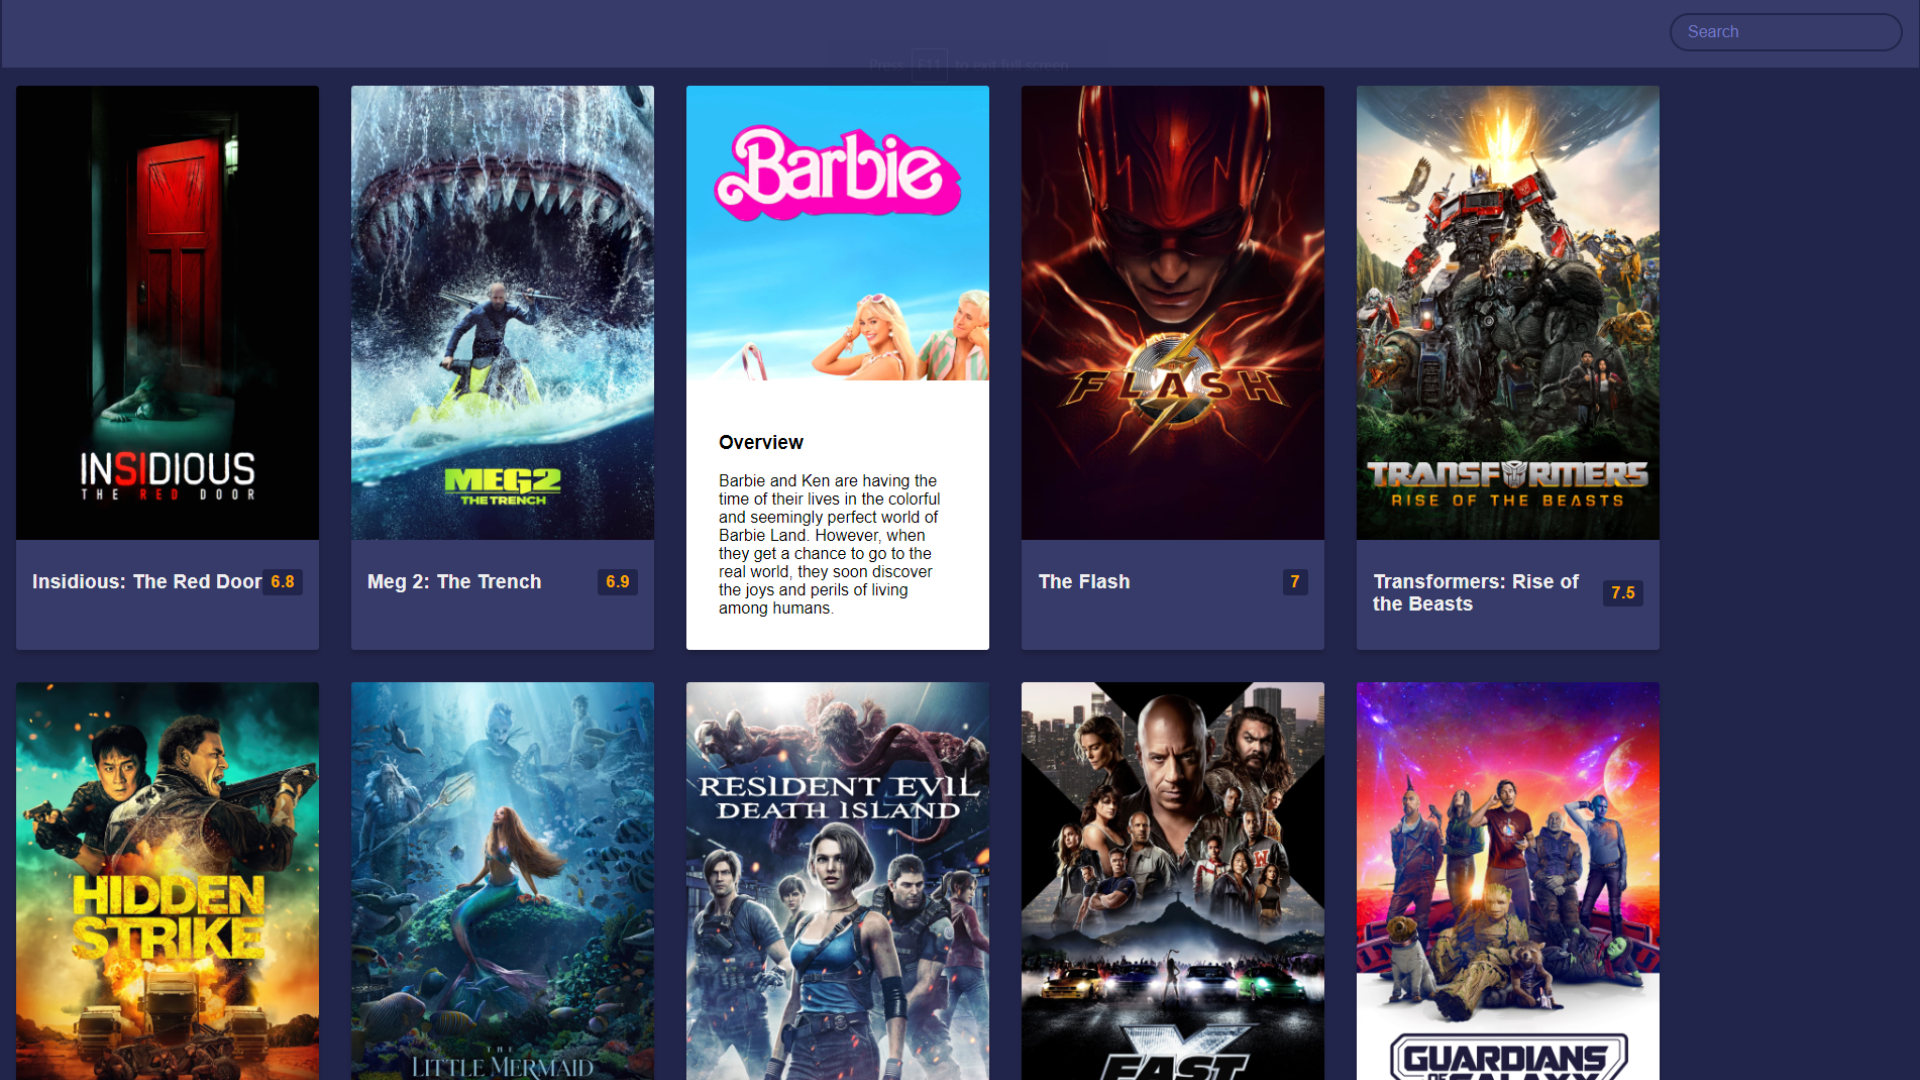 Search
Press F11 to exit full screen
INSIDIOUS
THE RED DOOR
MEG2
THE TRENCH
Barbie
FLASH
TRANSFORMERS
RISE OF THE BEASTS
Overview
Barbie and Ken are having the
time of their lives in the colorful
and seemingly perfect world of
Barbie Land. However, when
they get a chance to go to the
real world, they soon discover
the joys and perils of living
among humans.
Insidious: The Red Door 6.8
Meg 2: The Trench 6.9
The Flash 7
Transformers: Rise of
the Beasts 7.5
HIDDEN
STRIKE
THE
LITTLE MERMAID
RESIDENT EVIL
DEATH ISLAND
FAST X
GUARDIANS
OF THE
GALAXY